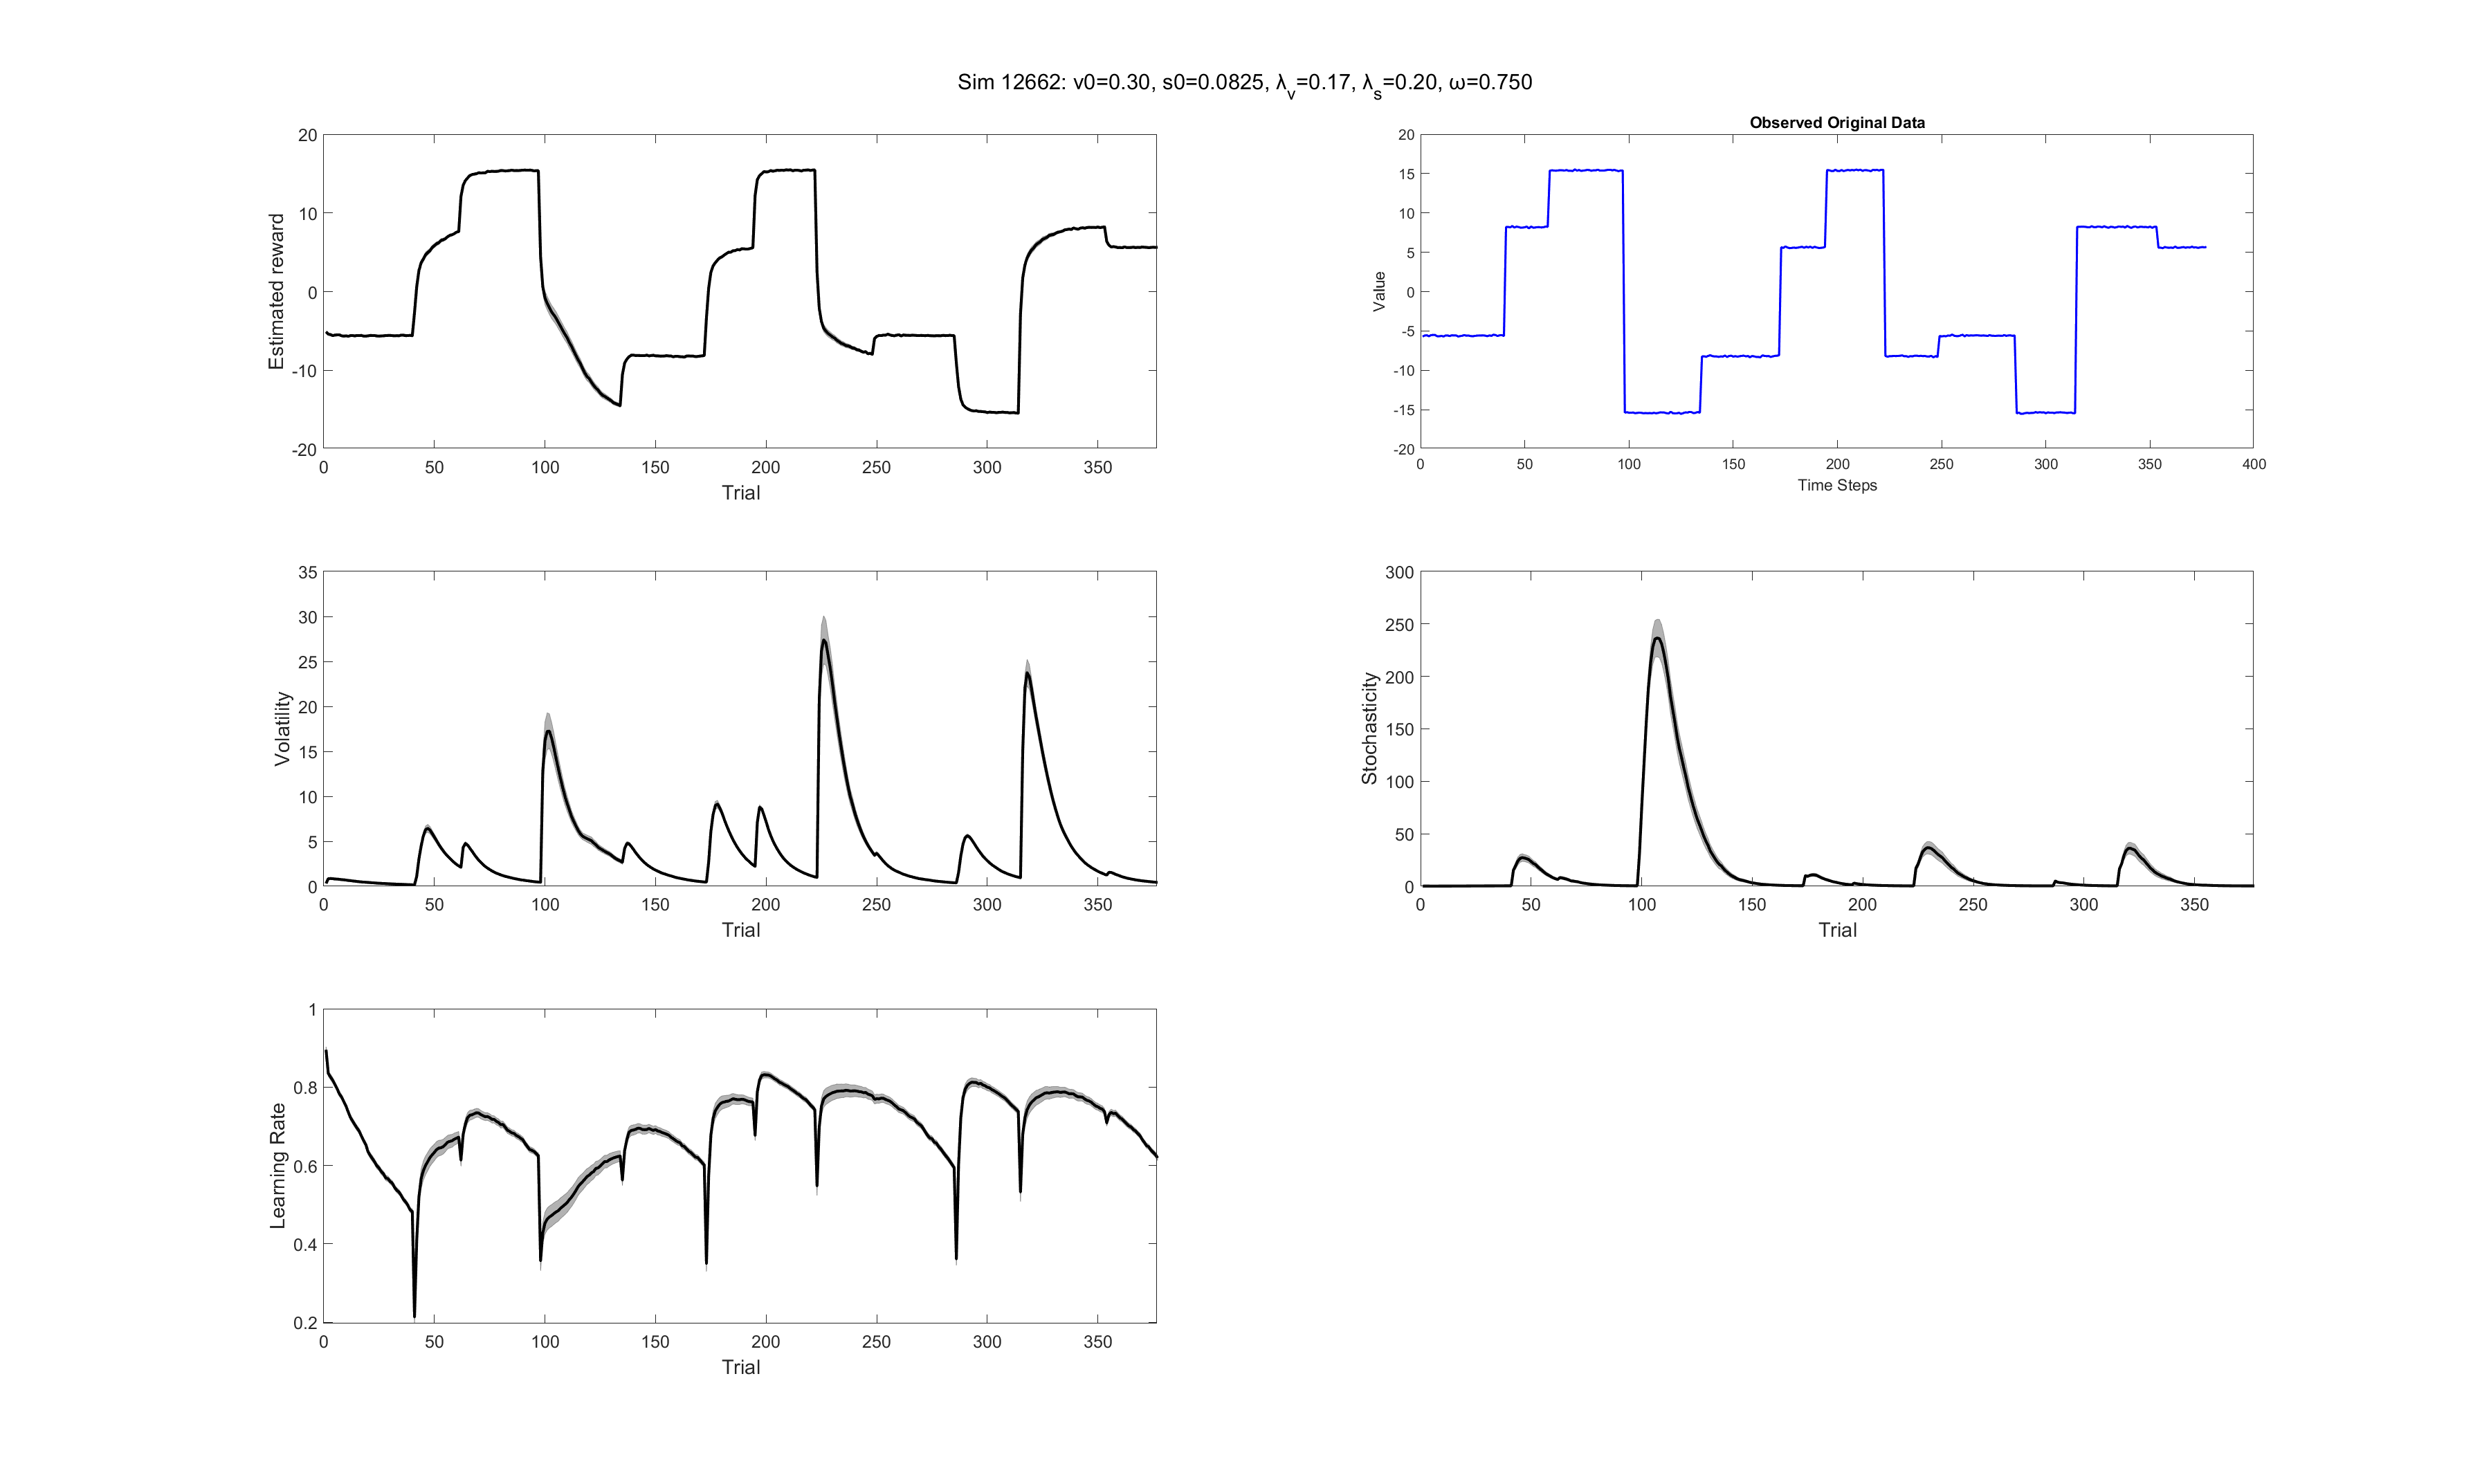 Sim 12662: v0=0.30, s0=0.0825, λv=0.17, λs=0.20, ω=0.750
20
10
0
-10
-20
Estimated reward
0 50 100 150 200 250 300 350
Trial
Observed Original Data
20
15
10
5
0
-5
-10
-15
-20
Value
0 50 100 150 200 250 300 350 400
Time Steps
35
30
25
20
15
10
5
0
Volatility
0 50 100 150 200 250 300 350
Trial
300
250
200
150
100
50
0
Stochasticity
0 50 100 150 200 250 300 350
Trial
1
0.8
0.6
0.4
0.2
Learning Rate
0 50 100 150 200 250 300 350
Trial